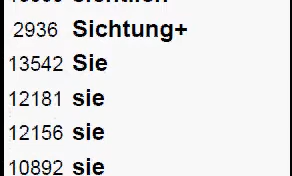 2936 Sichtung+
13542 Sie
12181 sie
12156 sie
10892 sie